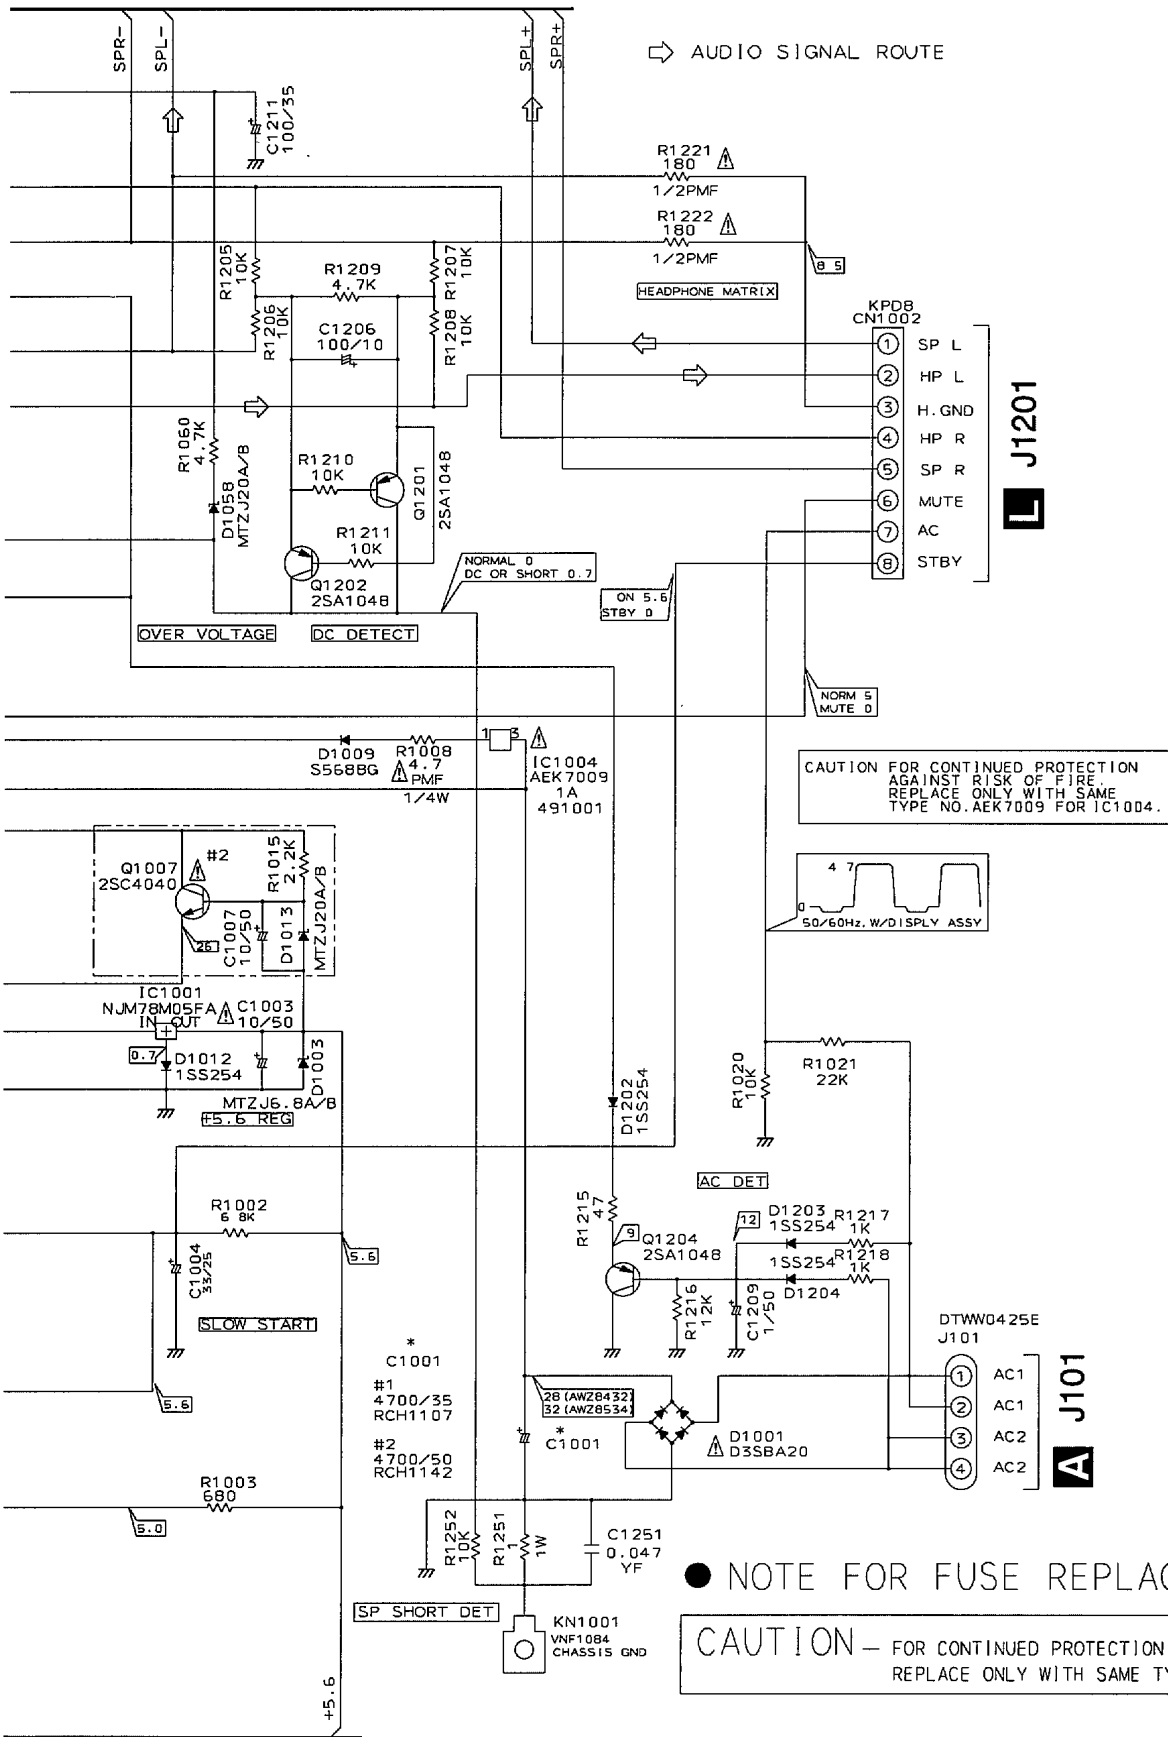 SPR-
SPL-
SPL+
SPR+
AUDIO SIGNAL ROUTE
C1211
100/35
R1221
180
1/2PMF
R1222
180
1/2PMF
8 5
HEADPHONE MATRIX
R1205
10K
R1209
4.7K
R1207
10K
R1206
10K
C1206
100/10
R1208
10K
KPD8
CN1002
1 SP L
2 HP L
3 H.GND
4 HP R
5 SP R
6 MUTE
7 AC
8 STBY
L J1201
R1060
4.7K
D1058
MTZJ20A/B
R1210
10K
Q1201
2SA1048
R1211
10K
Q1202
2SA1048
NORMAL 0
DC OR SHORT 0.7
ON 5.6
STBY 0
OVER VOLTAGE
DC DETECT
NORM 5
MUTE 0
D1009
S5688G
R1008
4.7
PMF
1/4W
1 3
IC1004
AEK7009
1A
491001
CAUTION FOR CONTINUED PROTECTION
AGAINST RISK OF FIRE.
REPLACE ONLY WITH SAME
TYPE NO.AEK7009 FOR IC1004.
Q1007
2SC4040
#2
R1015
2.2K
C1007
10/50
D1013
MTZJ20A/B
26
4 7
0
50/60Hz. W/DISPLY ASSY
IC1001
NJM78M05FA
IN OUT
C1003
10/50
0.7
D1012
1SS254
D1003
MTZJ6.8A/B
+5.6 REG
D1202
1SS254
R1020
10K
R1021
22K
AC DET
R1002
6 8K
5.6
C1004
33/25
SLOW START
R1215
47
9
Q1204
2SA1048
12
D1203
1SS254
R1217
1K
1SS254
D1204
R1218
1K
R1216
12K
C1209
1/50
DTWW0425E
J101
1 AC1
2 AC1
3 AC2
4 AC2
A J101
5.6
*
C1001
#1
4700/35
RCH1107
#2
4700/50
RCH1142
28 (AWZ8432)
32 (AWZ8534)
*
C1001
D1001
D3SBA20
R1003
680
5.0
R1252
10K
R1251
1
1W
C1251
0.047
YF
SP SHORT DET
KN1001
VNF1084
CHASSIS GND
+5.6
● NOTE FOR FUSE REPLAC
CAUTION – FOR CONTINUED PROTECTION
REPLACE ONLY WITH SAME TY